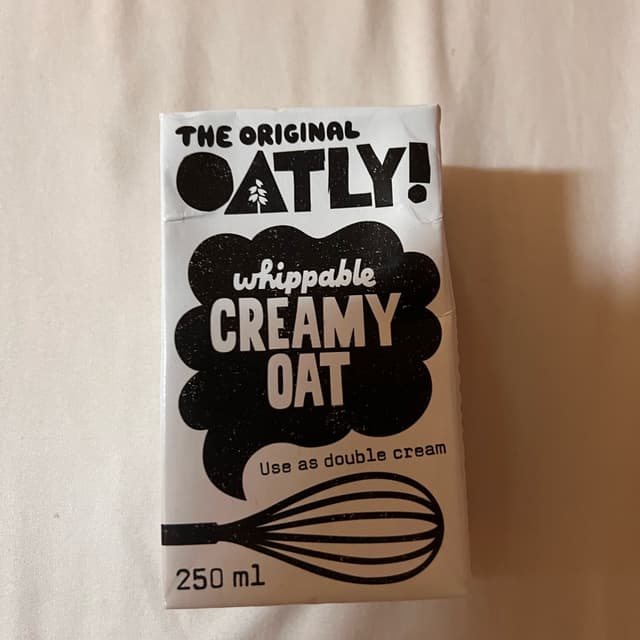 THE ORIGINAL
OATLY!
whippable
CREAMY
OAT
Use as double cream
250 ml